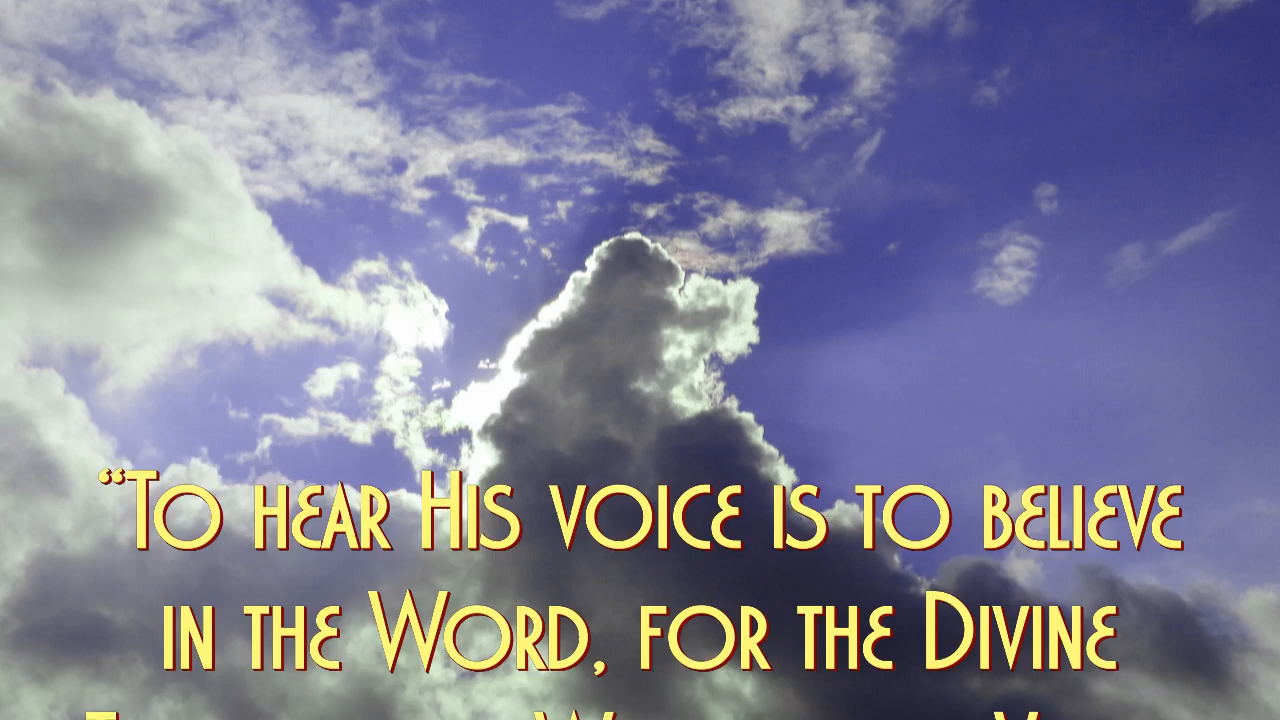 “To hear His voice is to believe
in the Word, for the Divine